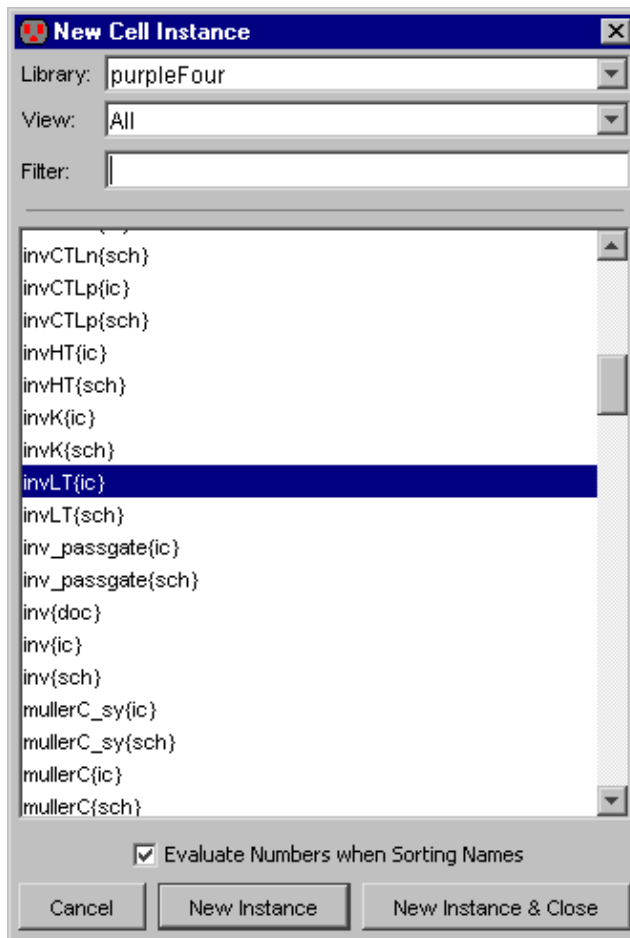 New Cell Instance
Library: purpleFour
View: All
Filter:
invCTLn{sch}
invCTLp{ic}
invCTLp{sch}
invHT{ic}
invHT{sch}
invK{ic}
invK{sch}
invLT{ic}
invLT{sch}
inv_passgate{ic}
inv_passgate{sch}
inv{doc}
inv{ic}
inv{sch}
mullerC_sy{ic}
mullerC_sy{sch}
mullerC{ic}
mullerC{sch}
Evaluate Numbers when Sorting Names
Cancel New Instance New Instance & Close